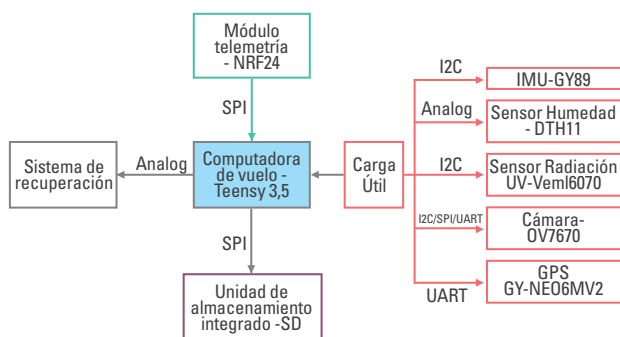 Módulo
telemetría
- NRF24
SPI
I2C
IMU-GY89
Analog
Sensor Humedad
- DTH11
Sistema de
recuperación
Analog
Computadora
de vuelo -
Teensy 3,5
Carga
Útil
I2C
Sensor Radiación
UV-Veml6070
SPI
I2C/SPI/UART
Cámara-
OV7670
Unidad de
almacenamiento
integrado -SD
UART
GPS
GY-NEO6MV2